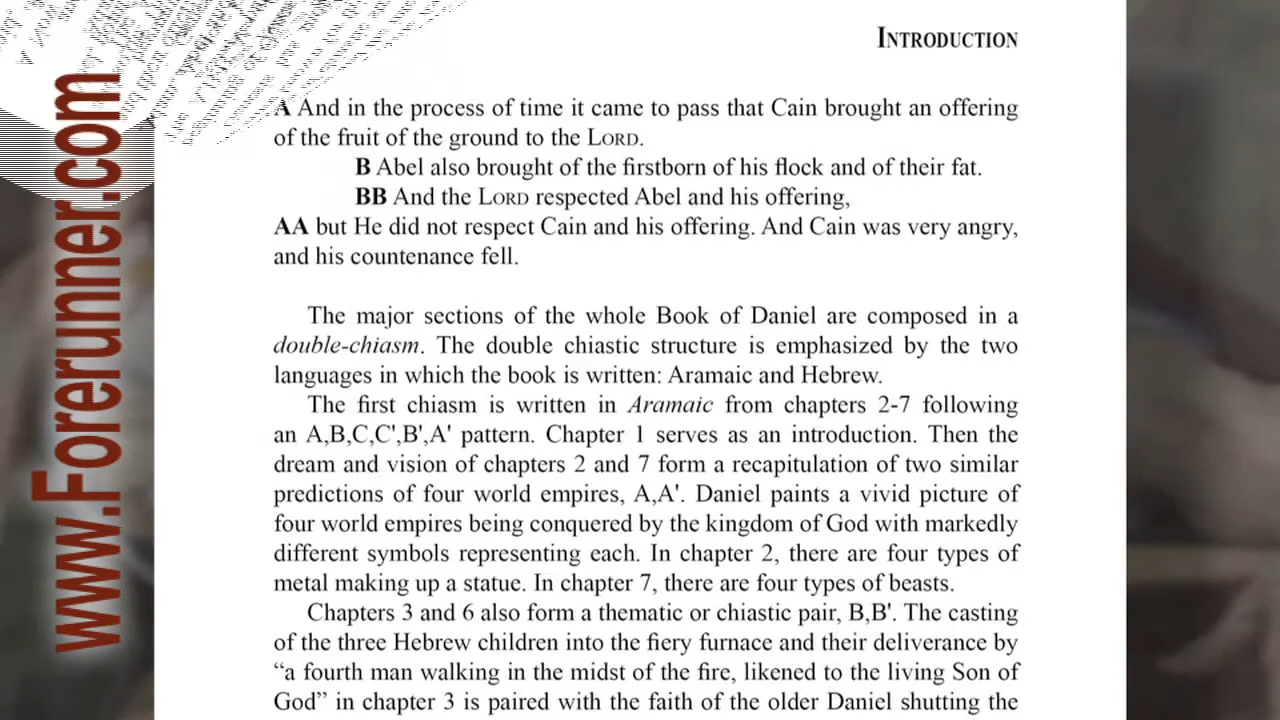 www.Forerunner.com
INTRODUCTION
A And in the process of time it came to pass that Cain brought an offering
of the fruit of the ground to the LORD.
B Abel also brought of the firstborn of his flock and of their fat.
BB And the LORD respected Abel and his offering,
AA but He did not respect Cain and his offering. And Cain was very angry,
and his countenance fell.
The major sections of the whole Book of Daniel are composed in a
double-chiasm. The double chiastic structure is emphasized by the two
languages in which the book is written: Aramaic and Hebrew.
The first chiasm is written in Aramaic from chapters 2-7 following
an A,B,C,C',B',A' pattern. Chapter 1 serves as an introduction. Then the
dream and vision of chapters 2 and 7 form a recapitulation of two similar
predictions of four world empires, A,A'. Daniel paints a vivid picture of
four world empires being conquered by the kingdom of God with markedly
different symbols representing each. In chapter 2, there are four types of
metal making up a statue. In chapter 7, there are four types of beasts.
Chapters 3 and 6 also form a thematic or chiastic pair, B,B'. The casting
of the three Hebrew children into the fiery furnace and their deliverance by
“a fourth man walking in the midst of the fire, likened to the living Son of
God” in chapter 3 is paired with the faith of the older Daniel shutting the